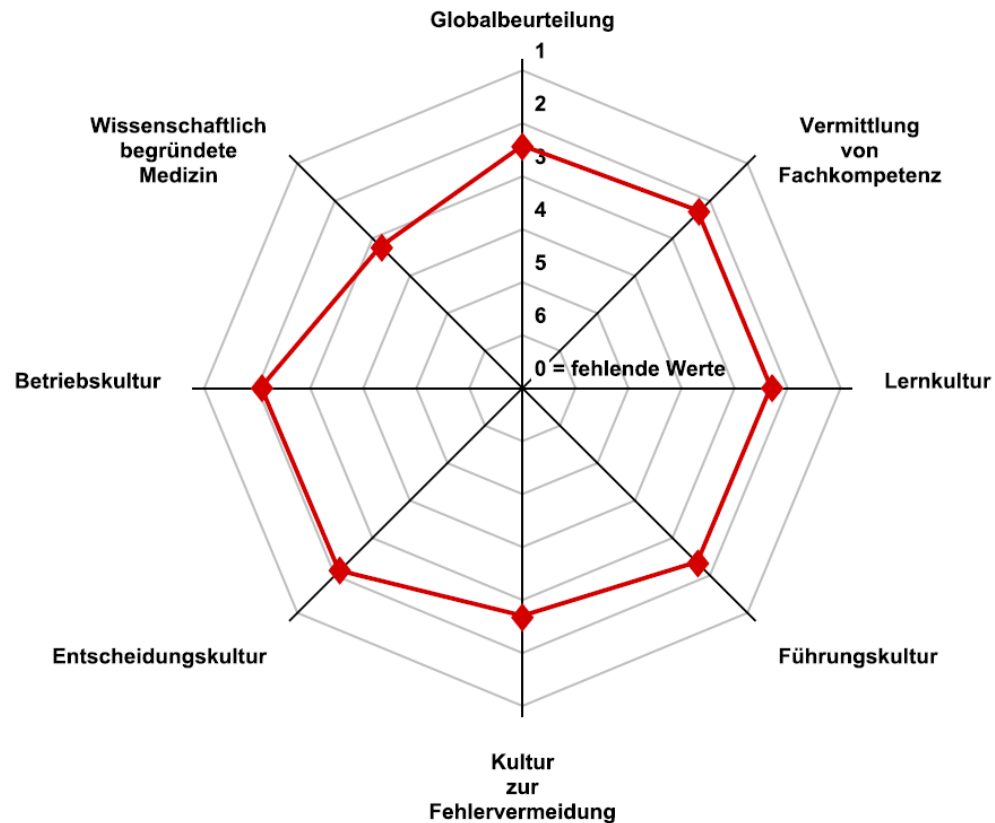 Globalbeurteilung
1
2
3
4
5
6
0 = fehlende Werte
Vermittlung
von
Fachkompetenz
Lernkultur
Führungskultur
Kultur
zur
Fehlervermeidung
Entscheidungskultur
Betriebskultur
Wissenschaftlich
begründete
Medizin